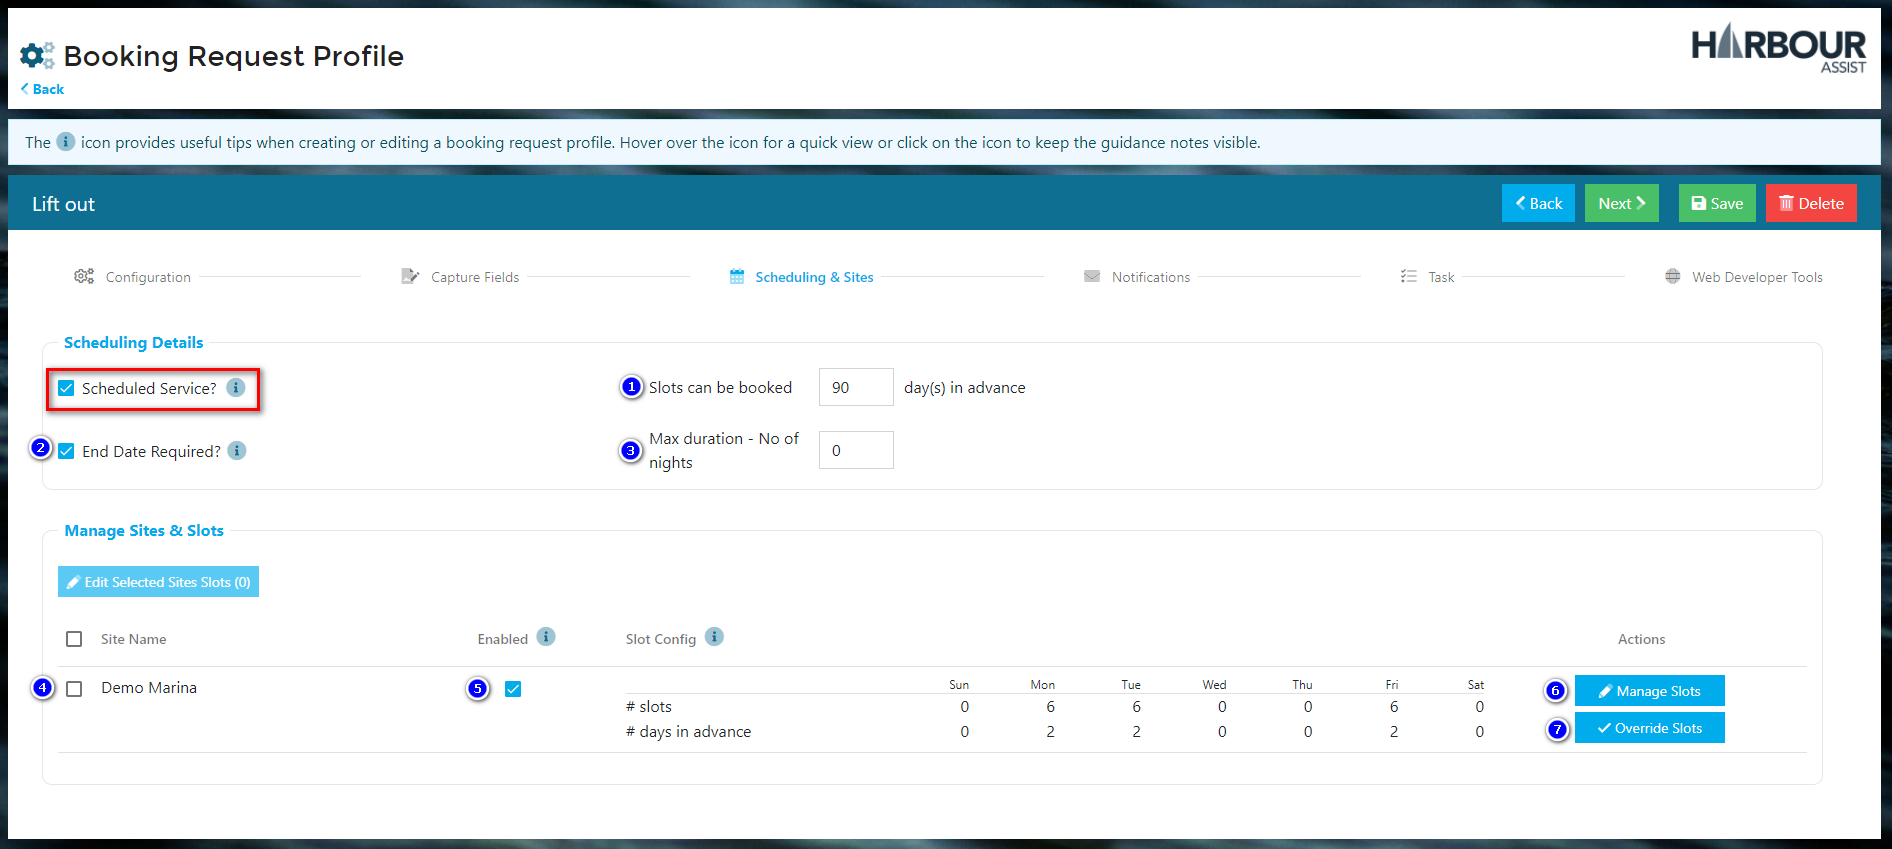 Booking Request Profile
HARBOUR
ASSIST
Back
The i icon provides useful tips when creating or editing a booking request profile. Hover over the icon for a quick view or click on the icon to keep the guidance notes visible.
Lift out
Back
Next
Save
Delete
Configuration
Capture Fields
Scheduling & Sites
Notifications
Task
Web Developer Tools
Scheduling Details
Scheduled Service? i
1 Slots can be booked 90 day(s) in advance
2 End Date Required? i
3 Max duration - No of
nights
0
Manage Sites & Slots
Edit Selected Sites Slots (0)
Site Name Enabled i Slot Config i Actions
4 Demo Marina 5
Sun Mon Tue Wed Thu Fri Sat
# slots 0 6 6 0 0 6 0
# days in advance 0 2 2 0 0 2 0
6 Manage Slots
7 Override Slots